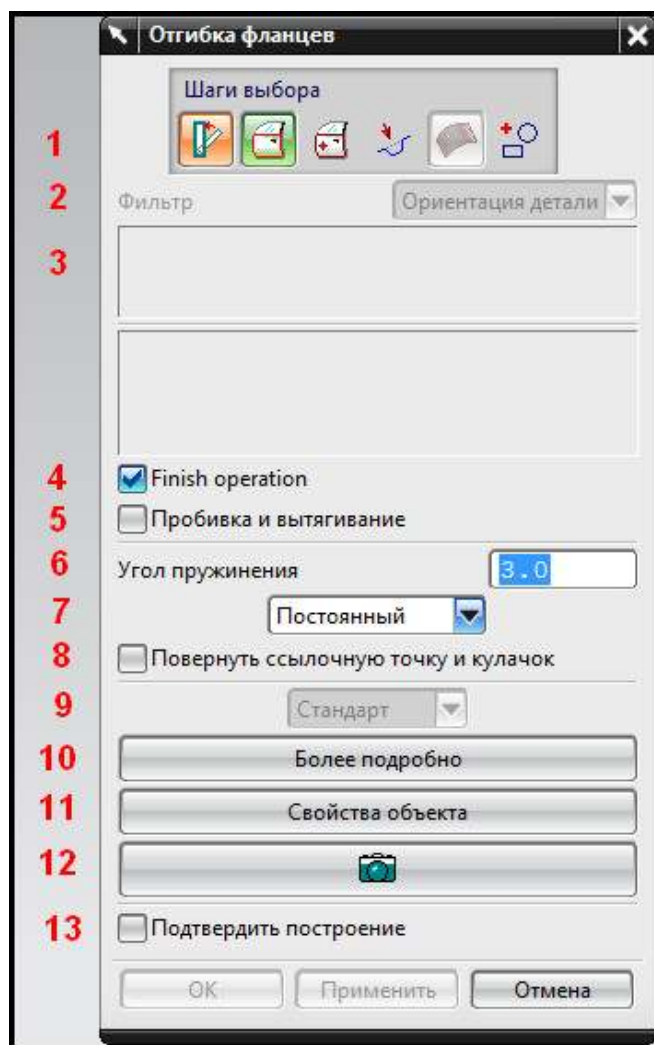 Отгибка фланцев
Шаги выбора
1
2 Фильтр Ориентация детали
3
4 Finish operation
5 Пробивка и вытягивание
6 Угол пружинения 3.0
7 Постоянный
8 Повернуть ссылочную точку и кулачок
9 Стандарт
10 Более подробно
11 Свойства объекта
12
13 Подтвердить построение
ОК Применить Отмена